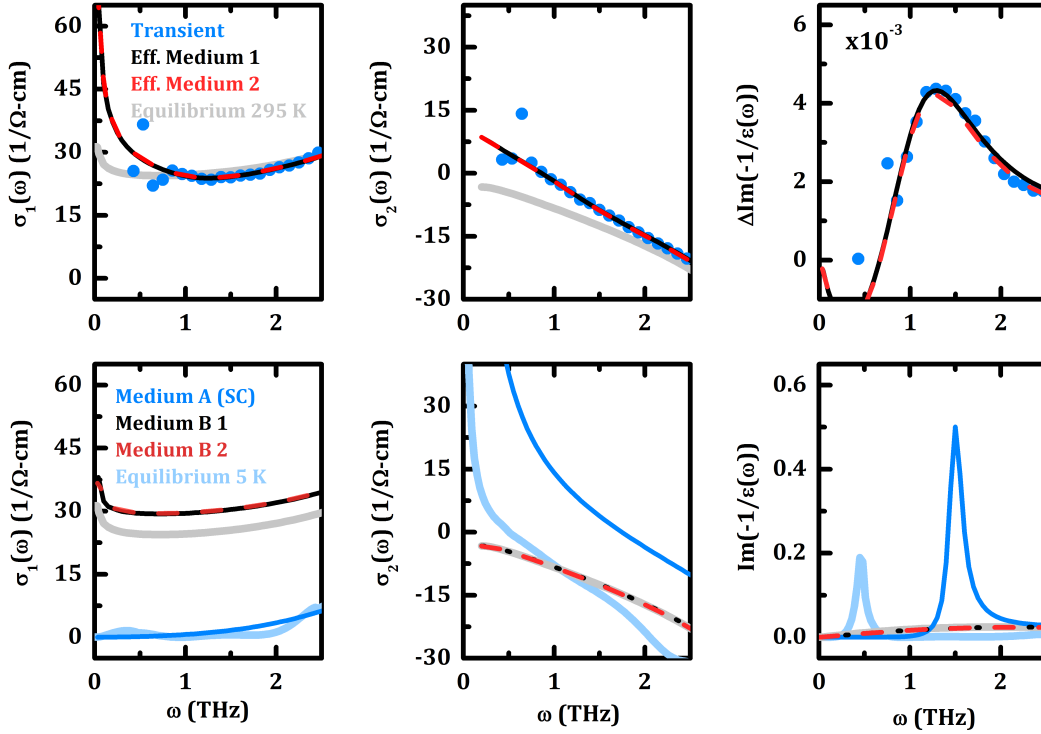 60
45
30
15
0
σ₁(ω) (1/Ω-cm)
Transient
Eff. Medium 1
Eff. Medium 2
Equilibrium 295 K
0
1
2
30
15
0
-15
-30
σ₂(ω) (1/Ω-cm)
0
1
2
x10⁻³
4
2
0
ΔIm(-1/ε(ω))
0
1
2
60
45
30
15
0
σ₁(ω) (1/Ω-cm)
Medium A (SC)
Medium B 1
Medium B 2
Equilibrium 5 K
0
1
2
ω (THz)
30
15
0
-15
-30
σ₂(ω) (1/Ω-cm)
0
1
2
ω (THz)
0.6
0.4
0.2
0.0
Im(-1/ε(ω))
0
1
2
ω (THz)